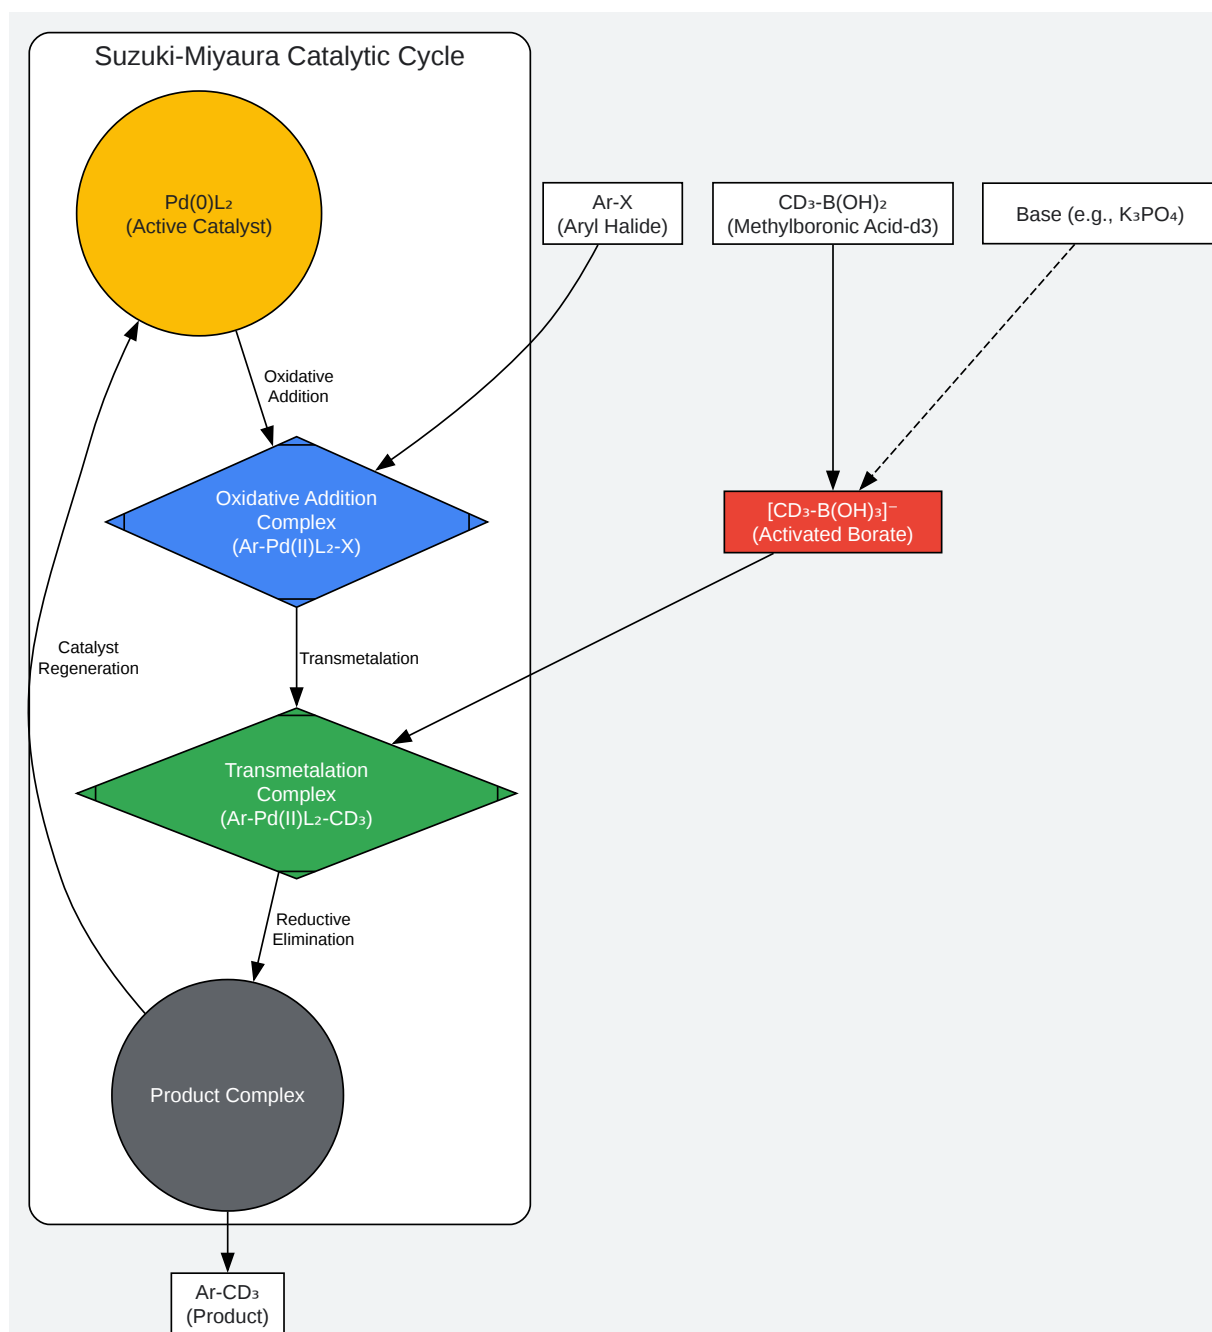 Suzuki-Miyaura Catalytic Cycle
Pd(0)L₂
(Active Catalyst)
Ar-X
(Aryl Halide)
CD₃-B(OH)₂
(Methylboronic Acid-d3)
Base (e.g., K₃PO₄)
Oxidative
Addition
Oxidative Addition
Complex
(Ar-Pd(II)L₂-X)
[CD₃-B(OH)₃]⁻
(Activated Borate)
Catalyst
Regeneration
Transmetalation
Transmetalation
Complex
(Ar-Pd(II)L₂-CD₃)
Reductive
Elimination
Product Complex
Ar-CD₃
(Product)